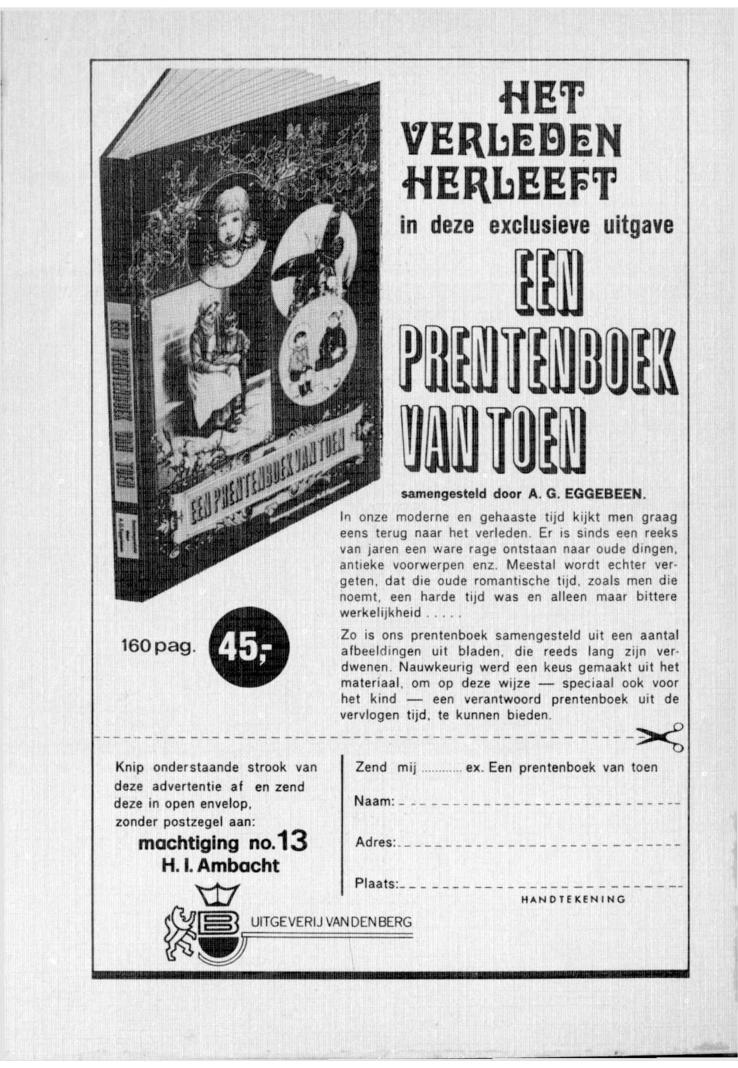 HET
VERLEDEN
HERLEEFT
in deze exclusieve uitgave
EEN
PRENTENBOEK
VAN TOEN
samengesteld door A. G. EGGEBEEN.
EEN PRENTENBOEK VAN TOEN
EEN PRENTENBOEK VAN TOEN
In onze moderne en gehaaste tijd kijkt men graag
eens terug naar het verleden. Er is sinds een reeks
van jaren een ware rage ontstaan naar oude dingen,
antieke voorwerpen enz. Meestal wordt echter ver-
geten, dat die oude romantische tijd, zoals men die
noemt, een harde tijd was en alleen maar bittere
werkelijkheid . . . . .
Zo is ons prentenboek samengesteld uit een aantal
afbeeldingen uit bladen, die reeds lang zijn ver-
dwenen. Nauwkeurig werd een keus gemaakt uit het
materiaal, om op deze wijze — speciaal ook voor
het kind — een verantwoord prentenboek uit de
vervlogen tijd, te kunnen bieden.
160 pag. 45,-
Knip onderstaande strook van
deze advertentie af en zend
deze in open envelop,
zonder postzegel aan:
machtiging no. 13
H. I. Ambacht
B UITGEVERIJ VAN DEN BERG
Zend mij ............ ex. Een prentenboek van toen
Naam:
Adres:
Plaats:
HANDTEKENING